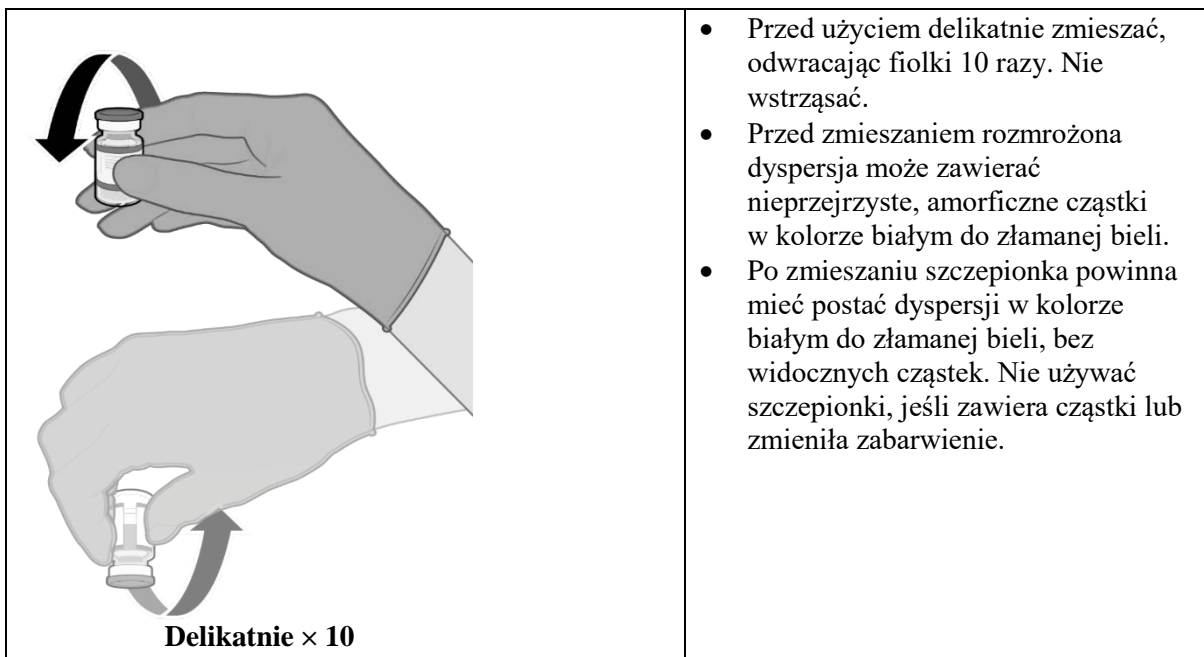 Delikatnie × 10
• Przed użyciem delikatnie zmieszać,
odwracając fiolki 10 razy. Nie
wstrząsać.
• Przed zmieszaniem rozmrożona
dyspersja może zawierać
nieprzejrzyste, amorficzne cząstki
w kolorze białym do złamanej bieli.
• Po zmieszaniu szczepionka powinna
mieć postać dyspersji w kolorze
białym do złamanej bieli, bez
widocznych cząstek. Nie używać
szczepionki, jeśli zawiera cząstki lub
zmieniła zabarwienie.